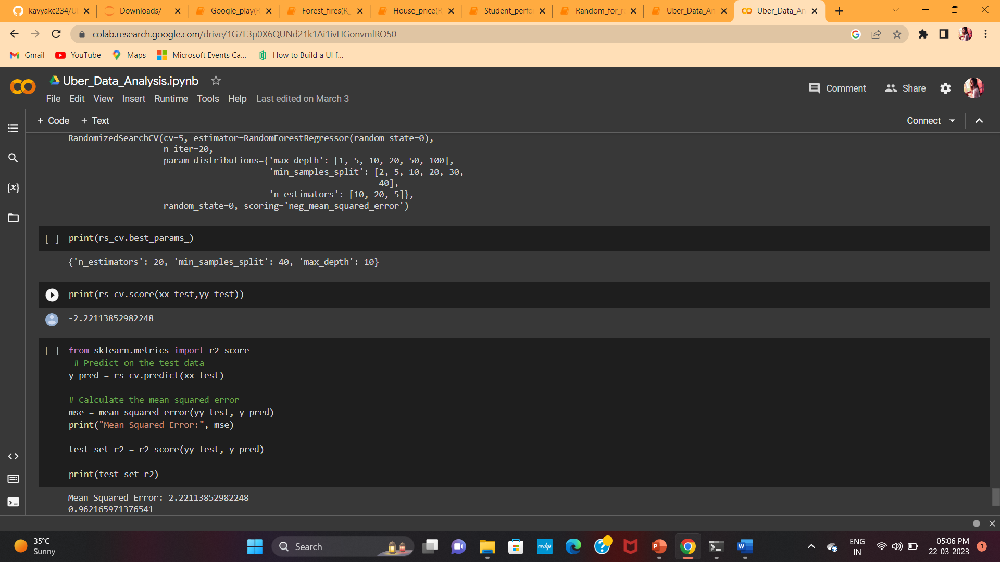 kavyakc234/U
Downloads/
Google_play(R
Forest_fires(R_
House_price(R
Student_perfo
Random_for_r
Uber_Data_An
Uber_Data_An
colab.research.google.com/drive/1G7L3p0X6QUNd21k1Ai1ivHGonvmlRO50
Gmail
YouTube
Maps
Microsoft Events Ca...
How to Build a UI f...
Uber_Data_Analysis.ipynb
File Edit View Insert Runtime Tools Help Last edited on March 3
Comment
Share
+ Code + Text
Connect
RandomizedSearchCV(cv=5, estimator=RandomForestRegressor(random_state=0),
n_iter=20,
param_distributions={'max_depth': [1, 5, 10, 20, 50, 100],
'min_samples_split': [2, 5, 10, 20, 30,
40],
'n_estimators': [10, 20, 5]},
random_state=0, scoring='neg_mean_squared_error')
[ ] print(rs_cv.best_params_)
{'n_estimators': 20, 'min_samples_split': 40, 'max_depth': 10}
print(rs_cv.score(xx_test,yy_test))
-2.22113852982248
[ ] from sklearn.metrics import r2_score
# Predict on the test data
y_pred = rs_cv.predict(xx_test)
# Calculate the mean squared error
mse = mean_squared_error(yy_test, y_pred)
print("Mean Squared Error:", mse)
test_set_r2 = r2_score(yy_test, y_pred)
print(test_set_r2)
Mean Squared Error: 2.22113852982248
0.962165971376541
35°C
Sunny
Search
myhp
ENG
IN
05:06 PM
22-03-2023
1